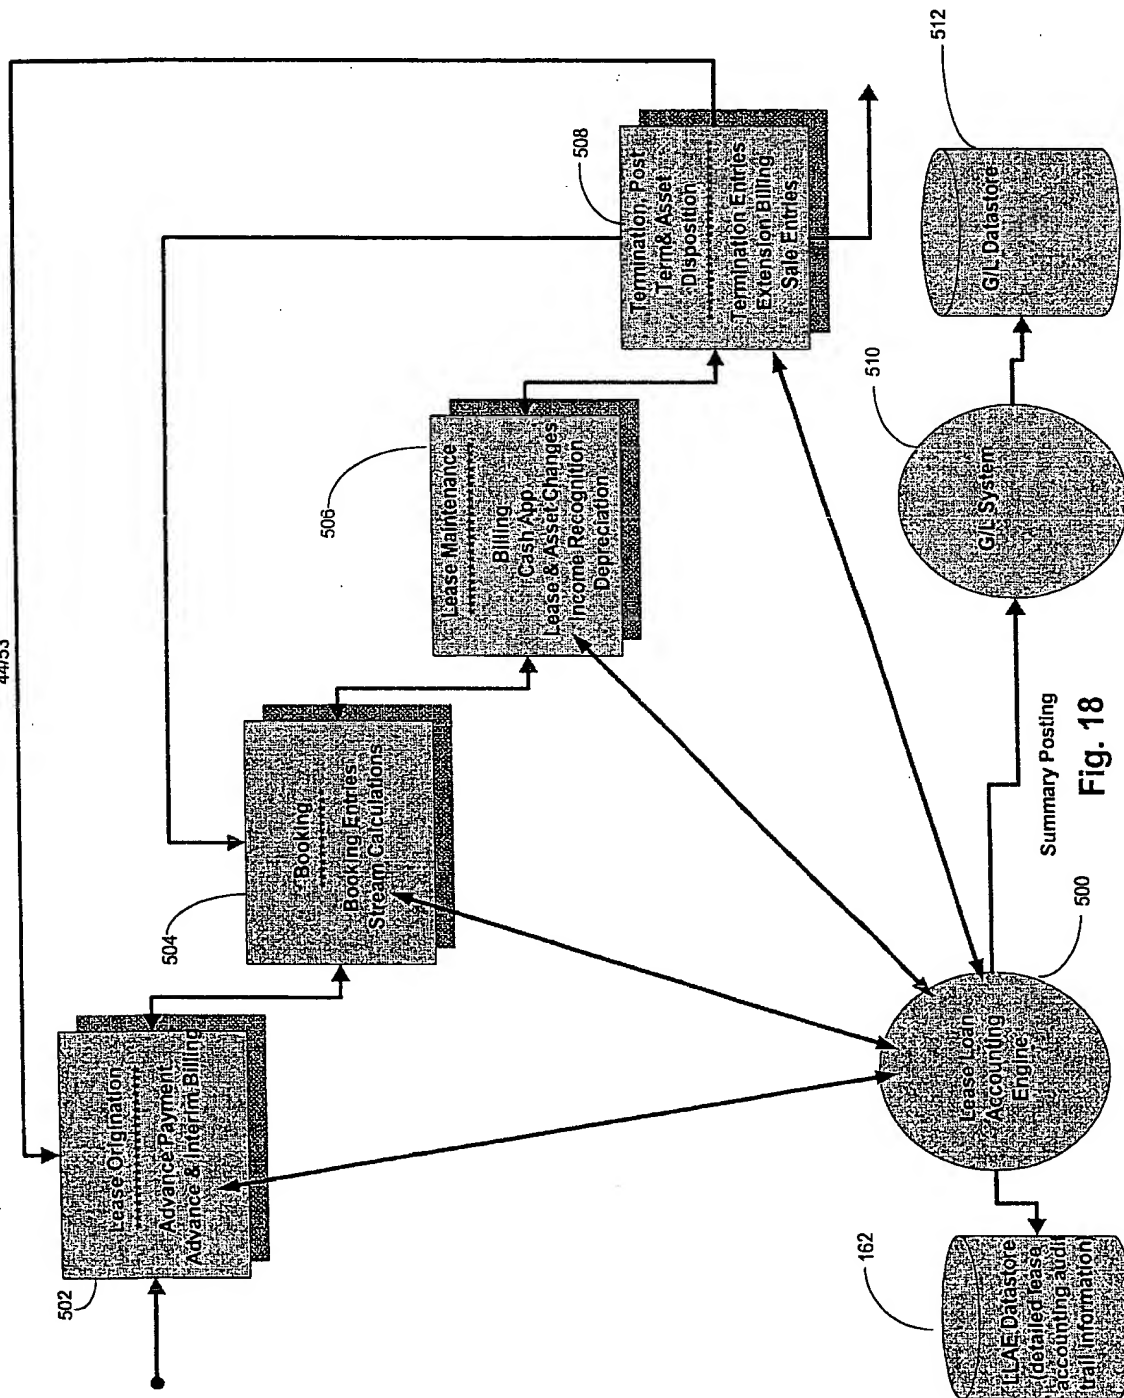 44/53
502
Lease Origination
Advance Payment
Advance & Interim Billing
504
Booking
Booking Entries
Stream Calculations
506
Lease Maintenance
Billing
Cash App.
Lease & Asset Changes
Income Recognition
Depreciation
508
Termination, Post
Term& Asset
Disposition
Termination Entries
Extension Billing
Sale Entries
162
LLAE Datastore
(detailed lease
accounting audit
trail information)
Lease Loan
Accounting
Engine
500
Summary Posting
510
G/L System
512
G/L Datastore
Fig. 18